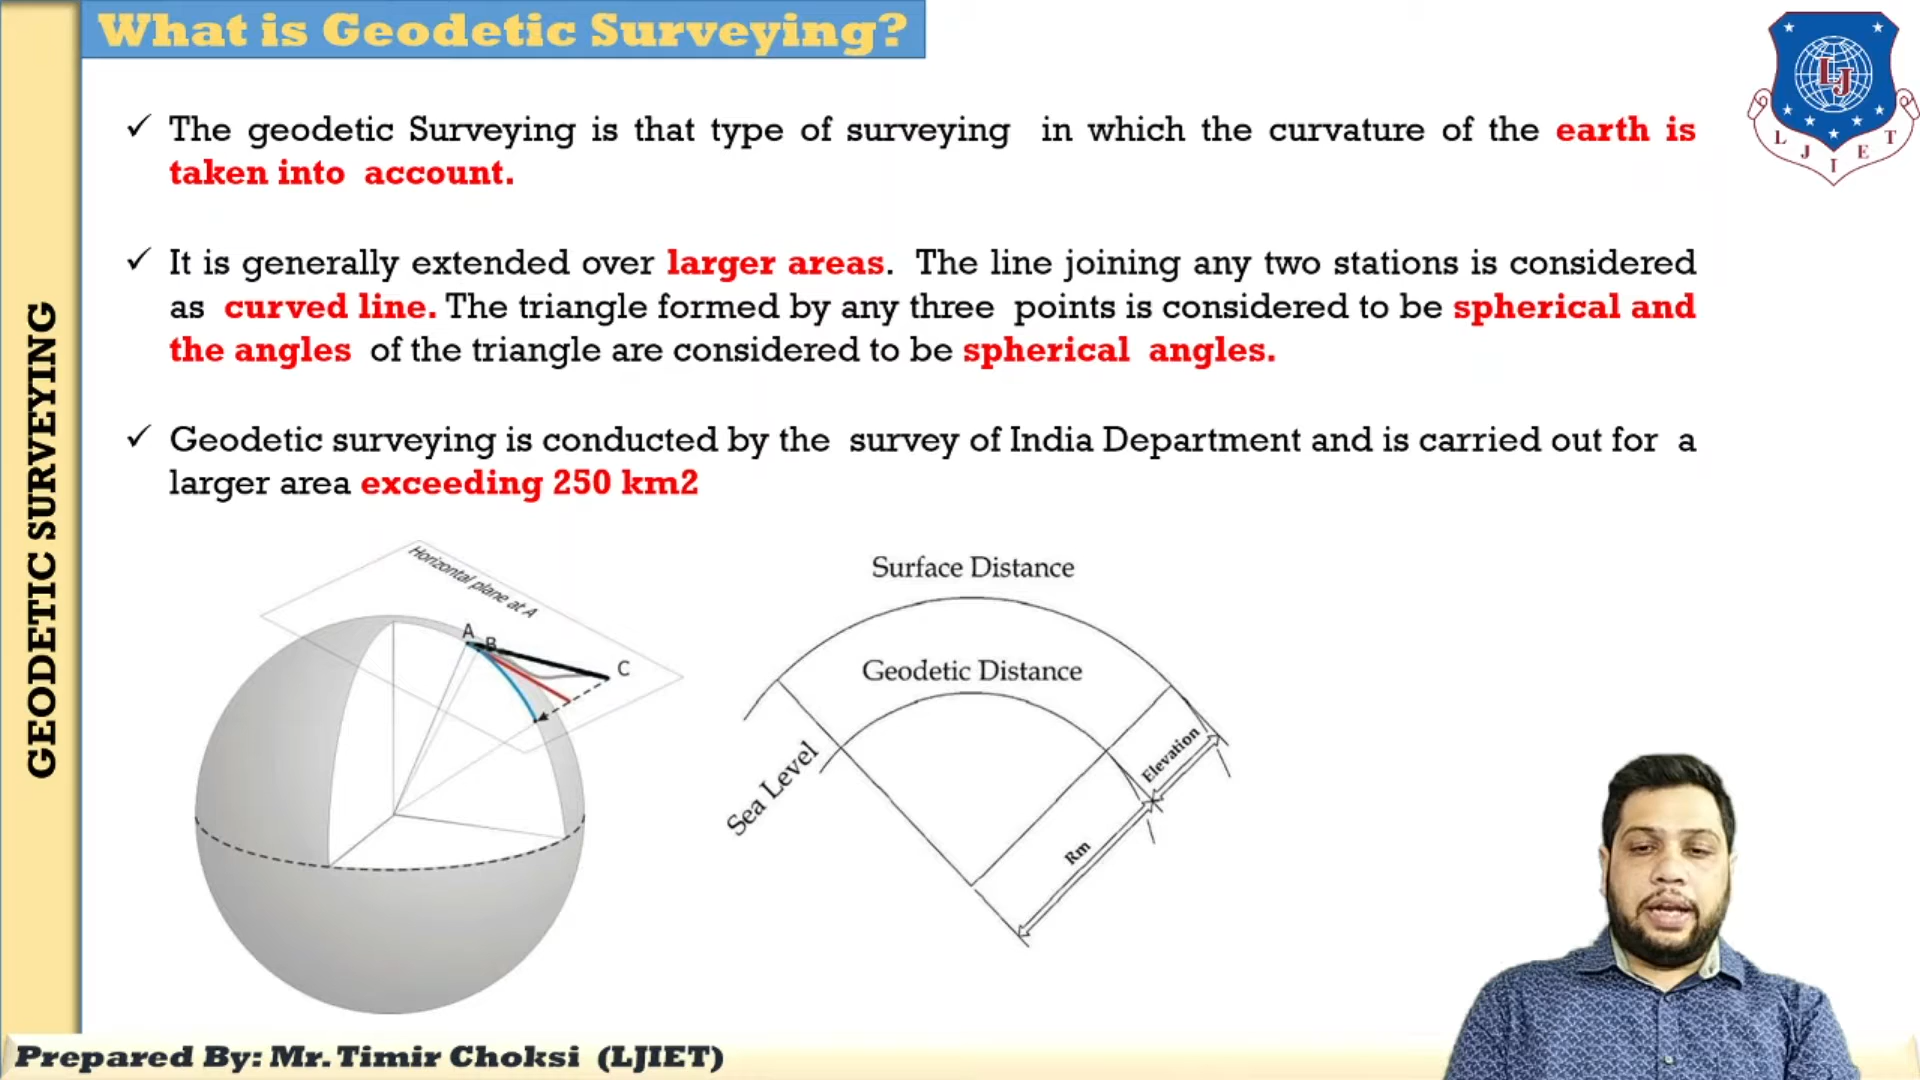 What is Geodetic Surveying?
The geodetic Surveying is that type of surveying in which the curvature of the earth is
taken into account.
It is generally extended over larger areas. The line joining any two stations is considered
as curved line. The triangle formed by any three points is considered to be spherical and
the angles of the triangle are considered to be spherical angles.
Geodetic surveying is conducted by the survey of India Department and is carried out for a
larger area exceeding 250 km2
GEODETIC SURVEYING
Horizontal plane at A
A
B
C
Surface Distance
Geodetic Distance
Sea Level
Elevation
Rm
LJ
L J I E T
Prepared By: Mr. Timir Choksi (LJIET)